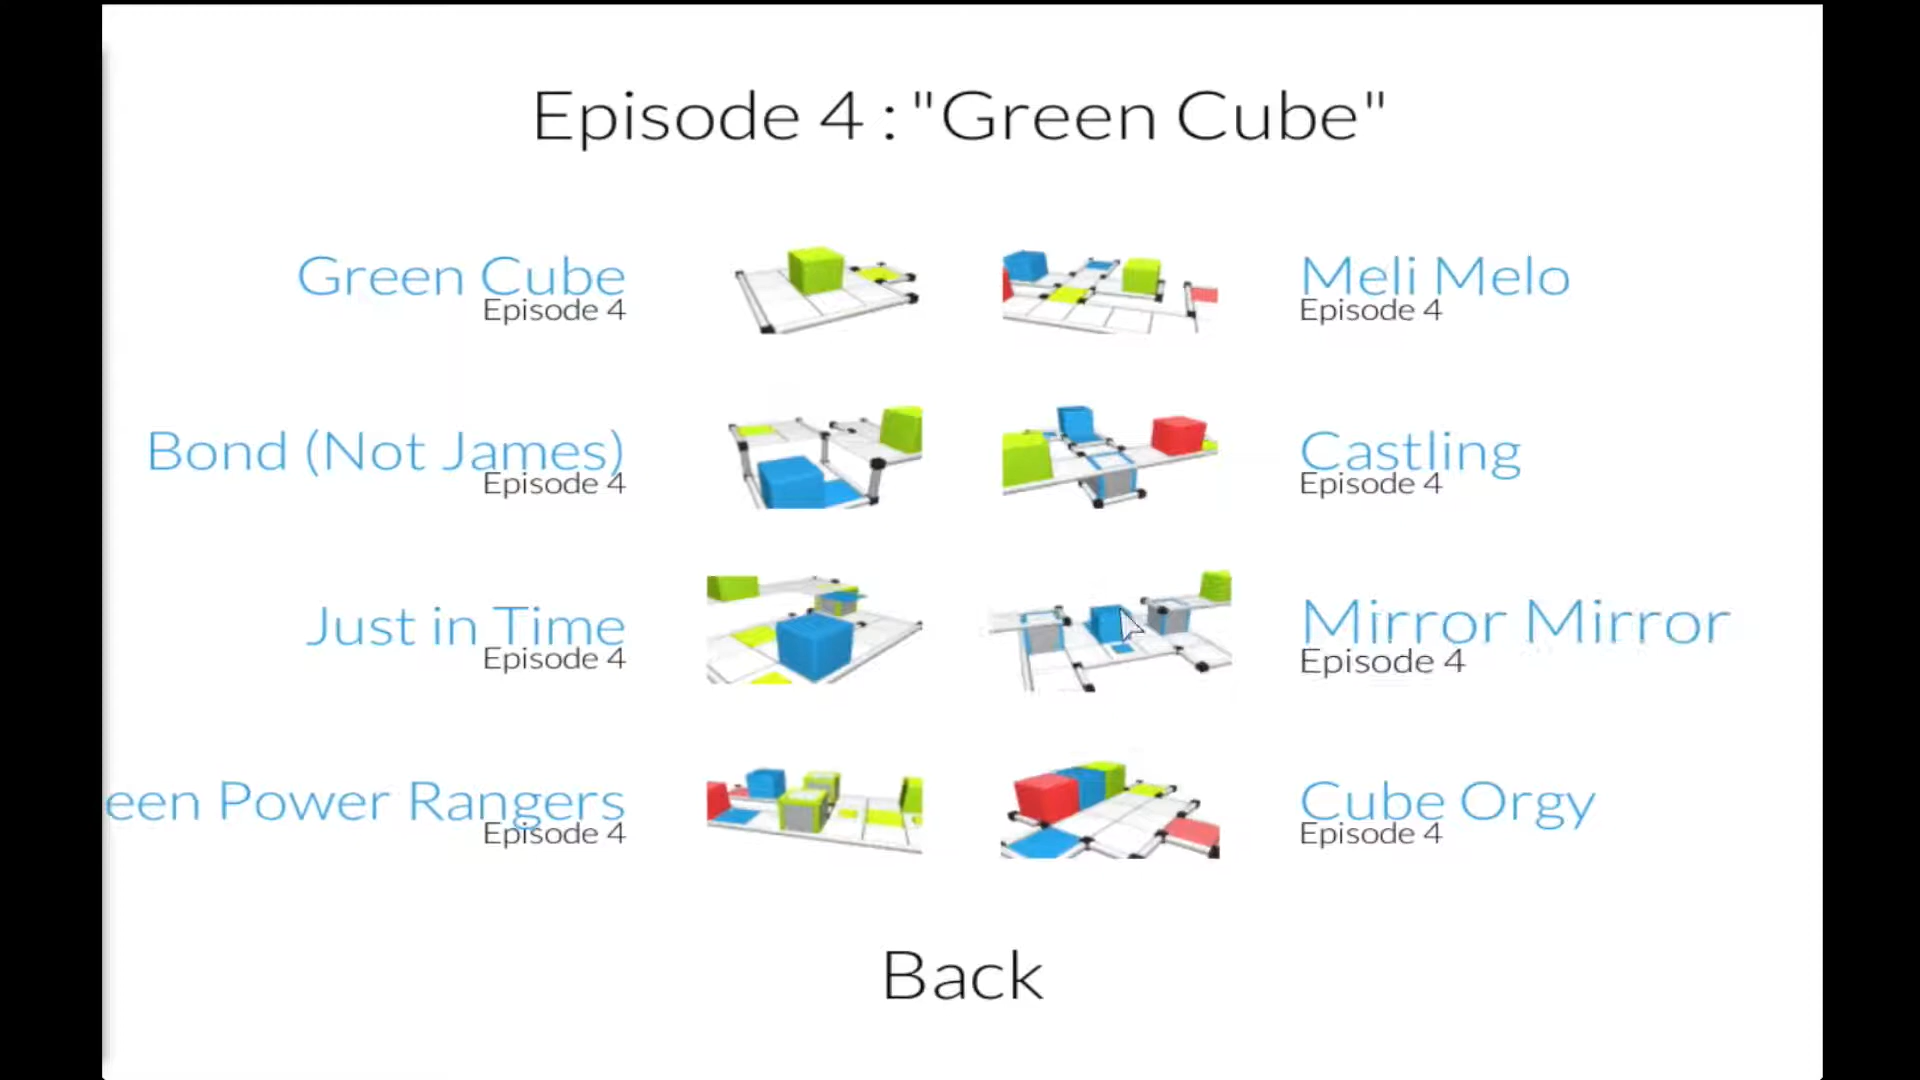 Episode 4 : "Green Cube"
Green Cube
Episode 4
Meli Melo
Episode 4
Bond (Not James)
Episode 4
Castling
Episode 4
Just in Time
Episode 4
Mirror Mirror
Episode 4
een Power Rangers
Episode 4
Cube Orgy
Episode 4
Back